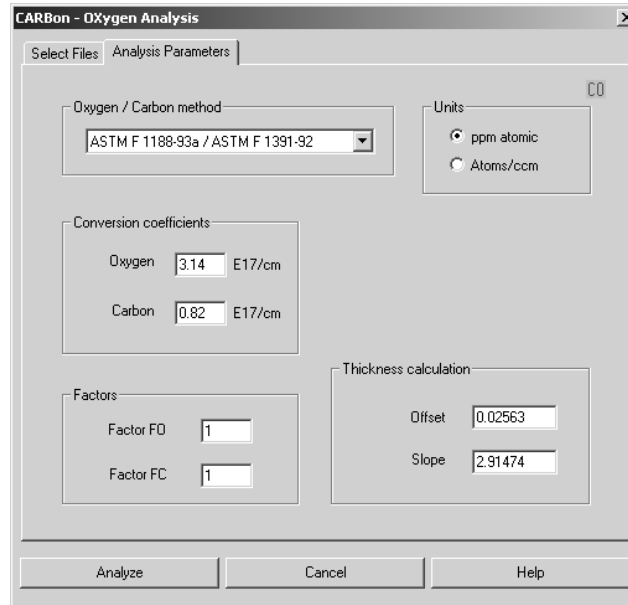 CARBon - OXygen Analysis
Select Files
Analysis Parameters
CO
Oxygen / Carbon method
ASTM F 1188-93a / ASTM F 1391-92
Units
ppm atomic
Atoms/ccm
Conversion coefficients
Oxygen 3.14 E17/cm
Carbon 0.82 E17/cm
Thickness calculation
Offset 0.02563
Slope 2.91474
Factors
Factor FO 1
Factor FC 1
Analyze Cancel Help